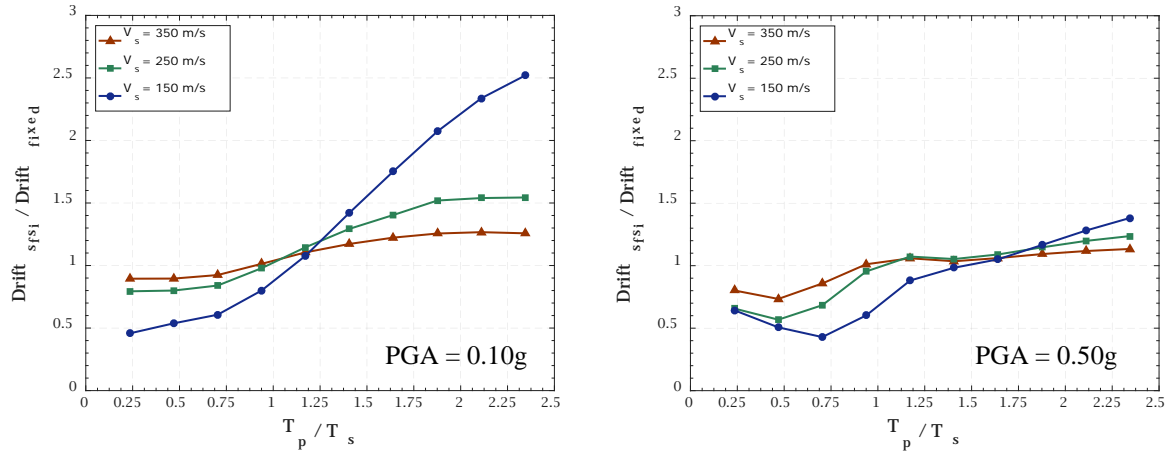 3
2.5
2
1.5
1
0.5
0
V s = 350 m/s
V s = 250 m/s
V s = 150 m/s
PGA = 0.10g
0 0.25 0.5 0.75 1 1.25 1.5 1.75 2 2.25 2.5
T p / T s
Drift sfsi / Drift fixed
3
2.5
2
1.5
1
0.5
0
V s = 350 m/s
V s = 250 m/s
V s = 150 m/s
PGA = 0.50g
0 0.25 0.5 0.75 1 1.25 1.5 1.75 2 2.25 2.5
T p / T s
Drift sfsi / Drift fixed